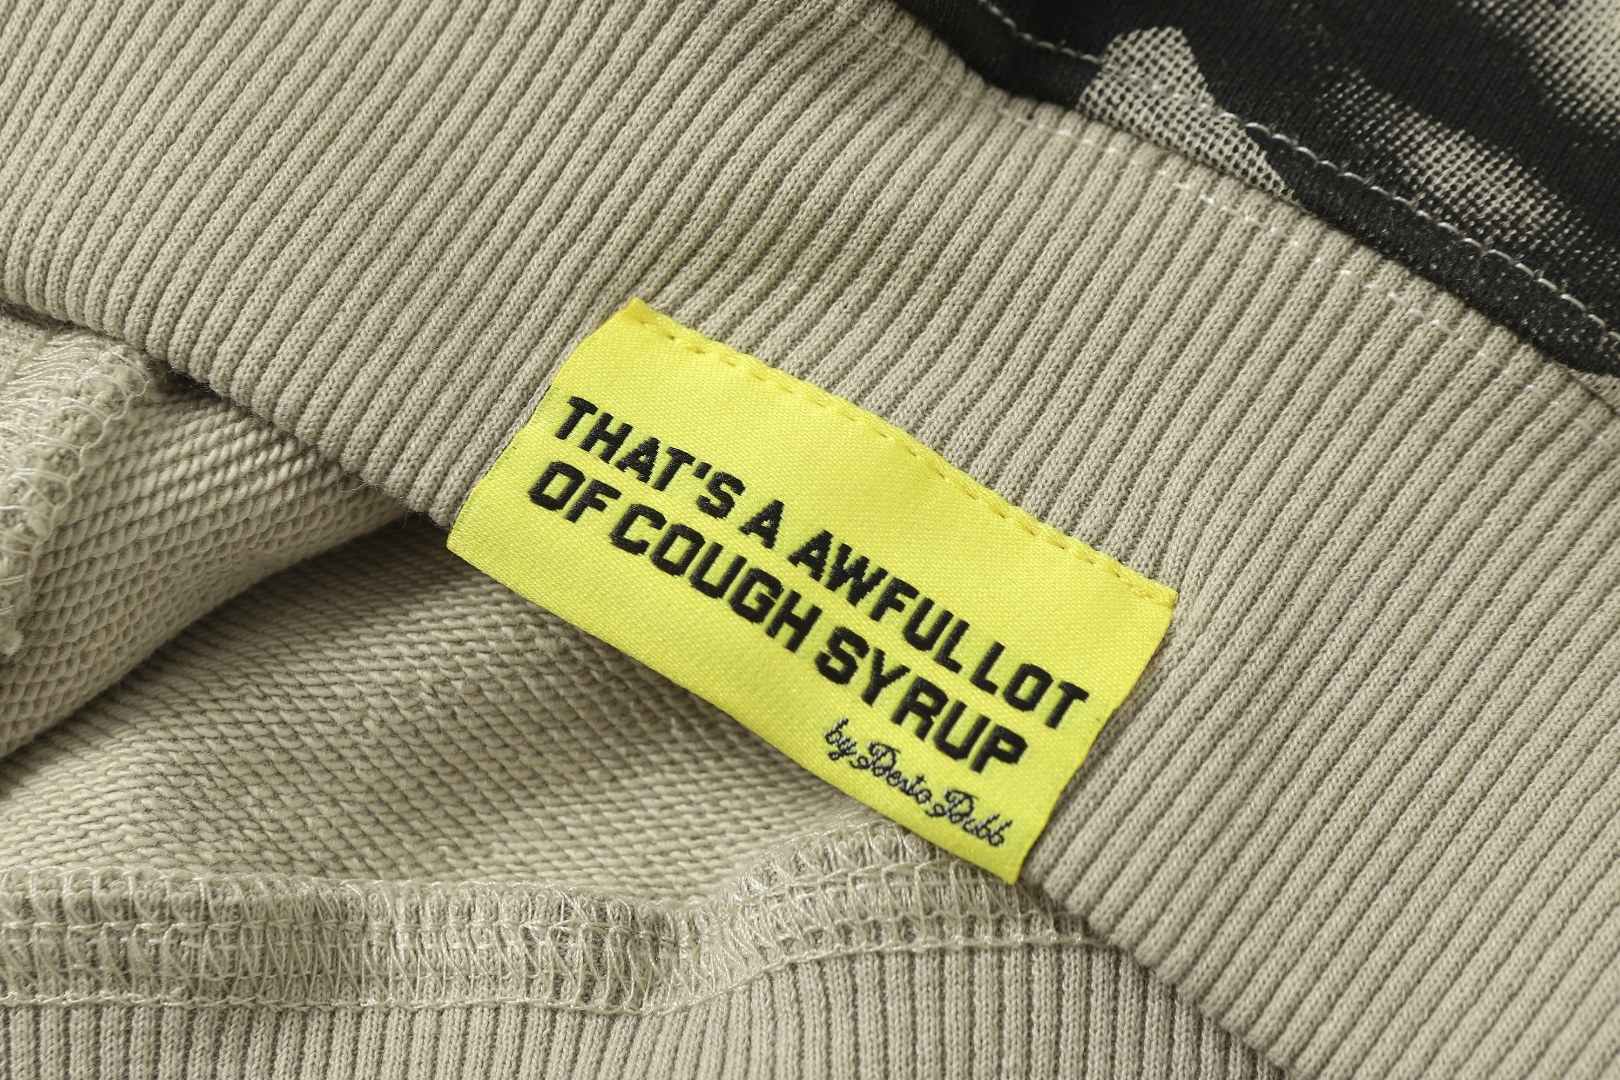 THAT'S A AWFUL LOT
OF COUGH SYRUP
by Desto Dubb